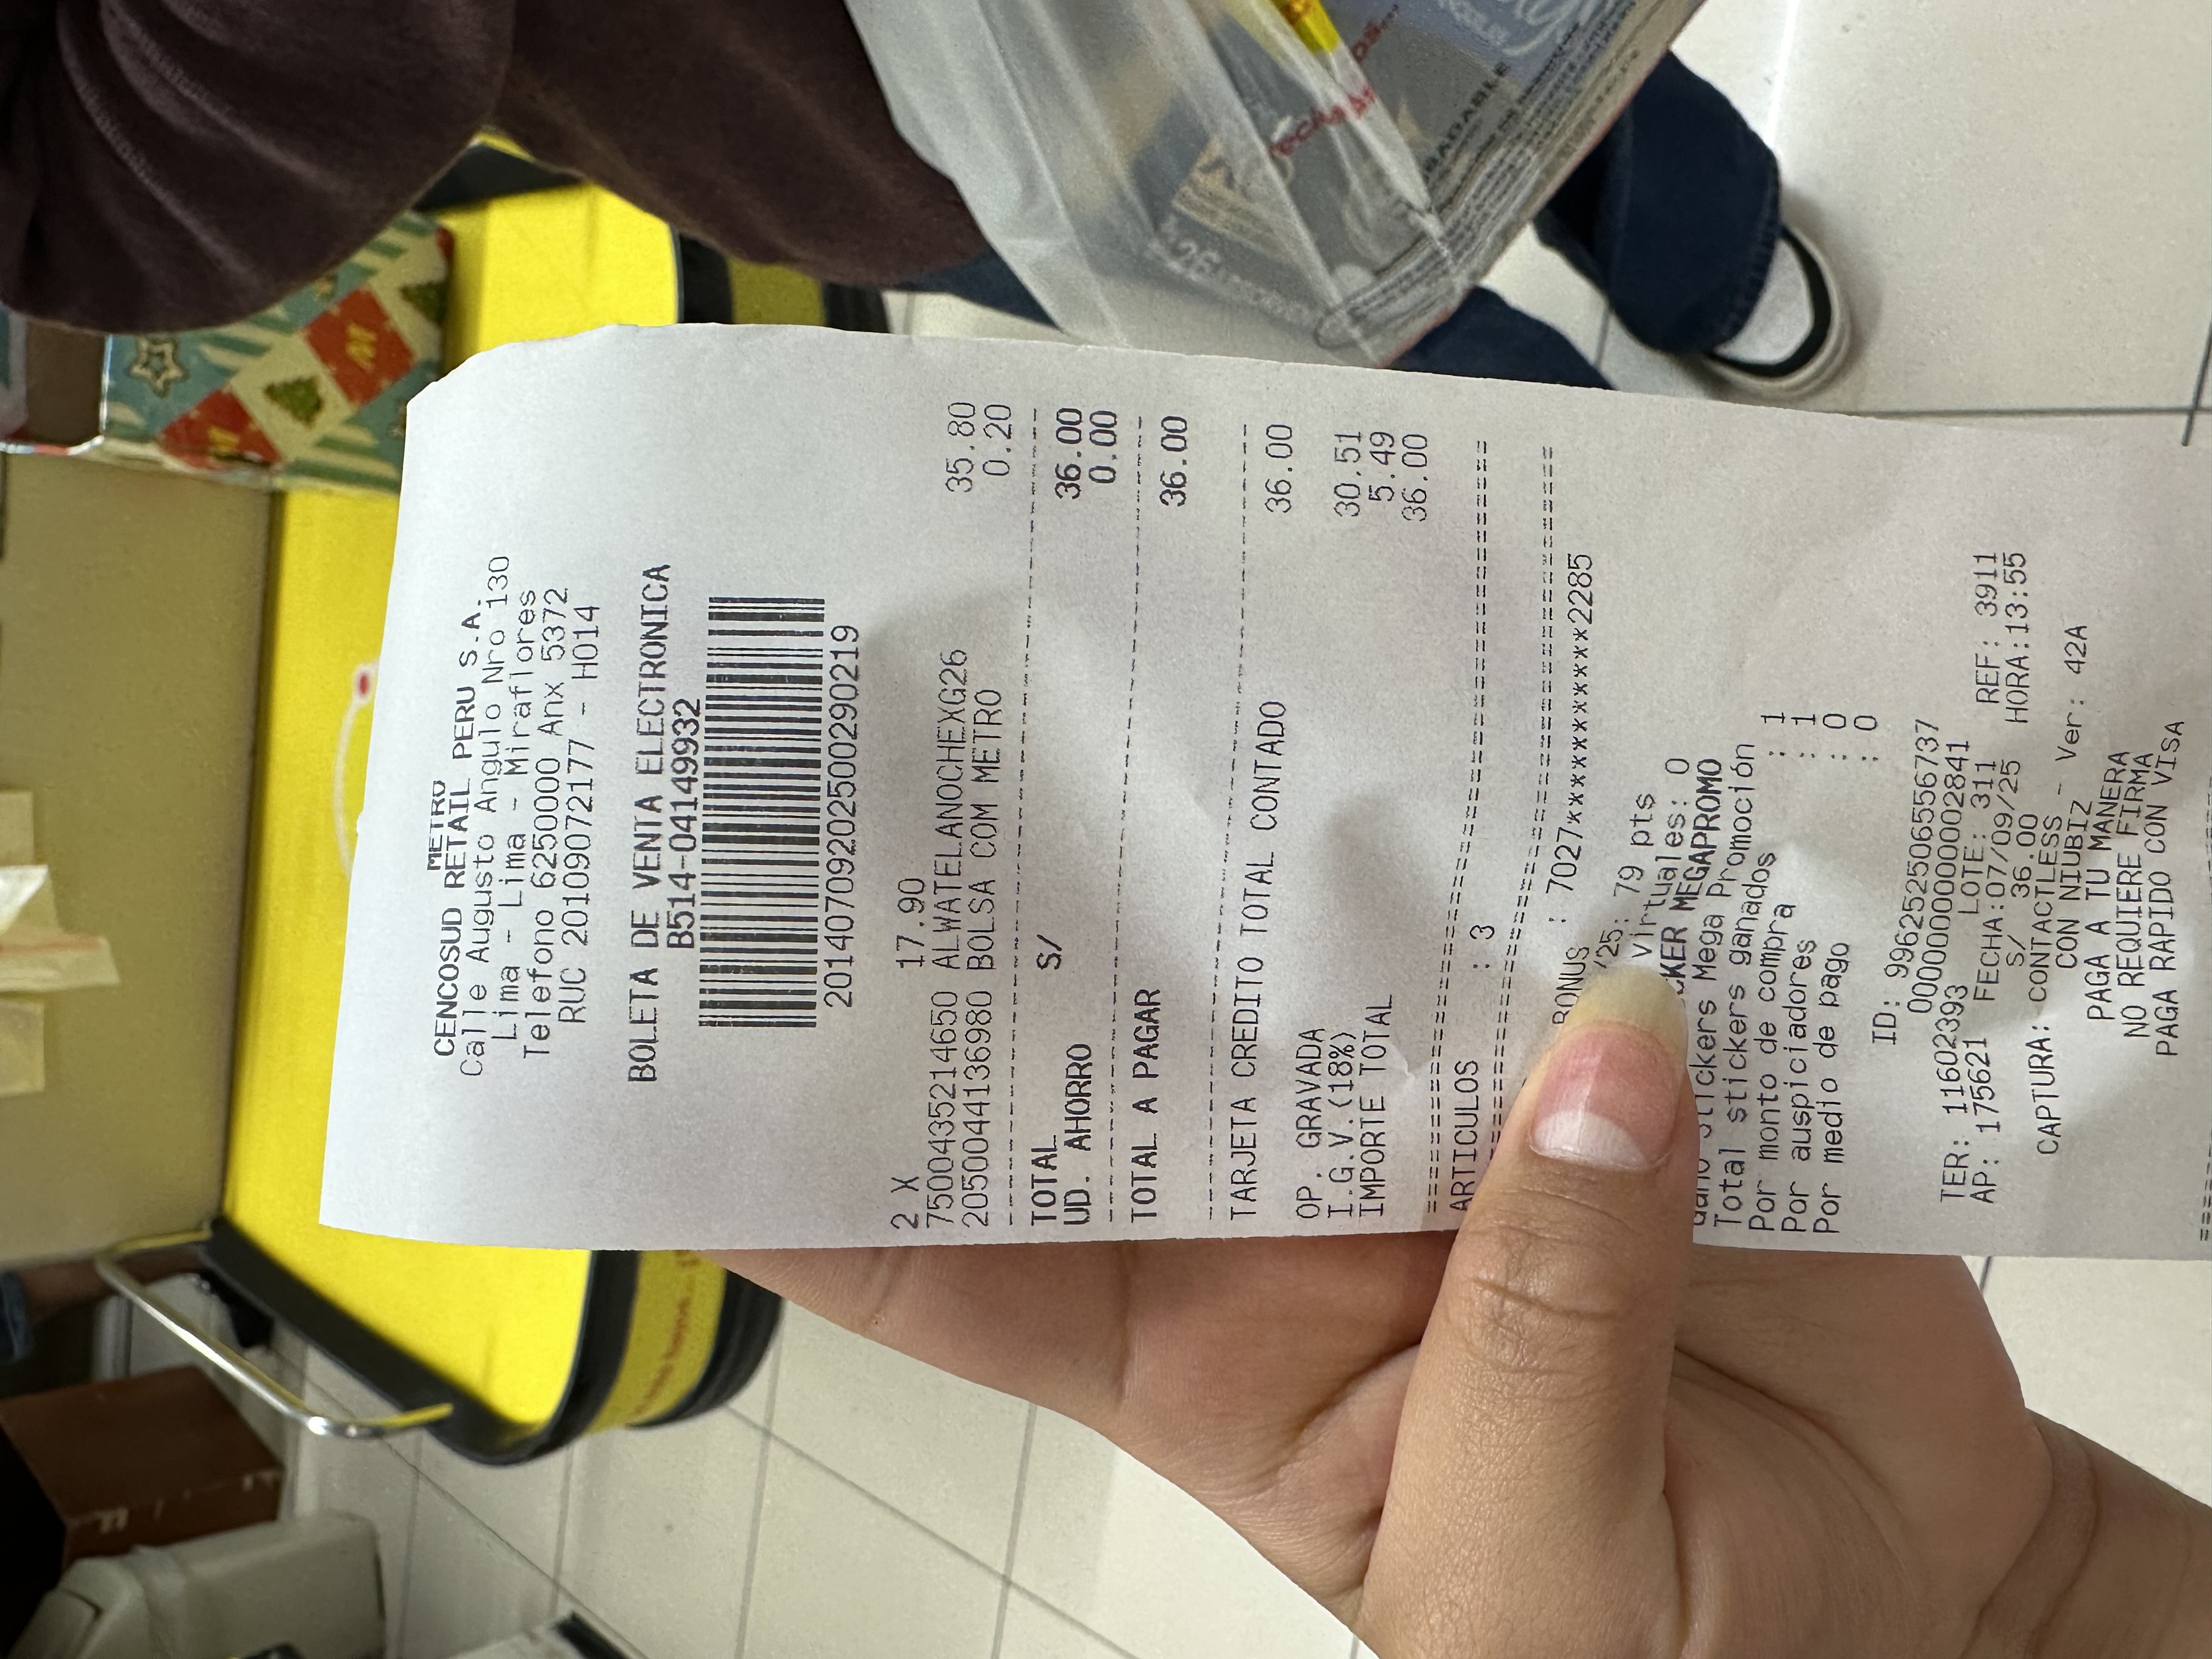 METRO
CENCOSUD RETAIL PERU S.A.
Calle Augusto Angulo Nro 130
Lima - Lima - Miraflores
Telefono 6250000 Anx 5372
RUC 20109072177 - H014
BOLETA DE VENTA ELECTRONICA
B514-04149932
20140709202500290219
2 X 17.90
7500435214650 ALWATELANOCHEXG26 35.80
2050044136980 BOLSA COM METRO 0.20
TOTAL S/ 36.00
UD. AHORRO 0.00
TOTAL A PAGAR 36.00
TARJETA CREDITO TOTAL CONTADO 36.00
OP. GRAVADA 30.51
I.G.V.(18%) 5.49
IMPORTE TOTAL 36.00
ARTICULOS : 3
BONUS : 7027***********2285
/25: 79 pts
virtuales: 0
CKER MEGAPROMO
Gano Stickers Mega Promoción
Total stickers ganados : 1
Por monto de compra : 1
Por auspiciadores : 0
Por medio de pago : 0
ID: 996252506556737
000000000002841
TER: 11602393 LOTE: 311 REF: 3911
AP: 175621 FECHA:07/09/25 HORA:13:55
S/ 36.00
CAPTURA: CONTACTLESS - Ver: 42A
CON NIUBIZ
PAGA A TU MANERA
NO REQUIERE FIRMA
PAGA RAPIDO CON VISA
M